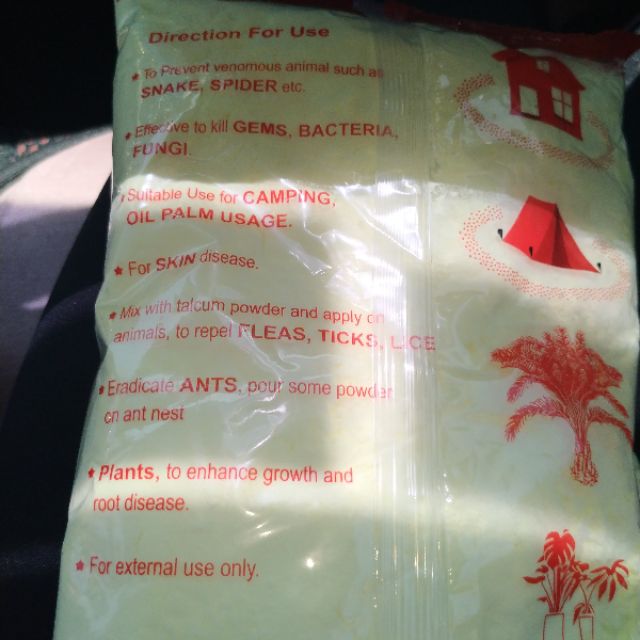 Direction For Use
★ To Prevent venomous animal such as
SNAKE, SPIDER etc.
★ Effective to kill GEMS, BACTERIA,
FUNGI.
★ Suitable Use for CAMPING,
OIL PALM USAGE.
★ For SKIN disease.
★ Mix with talcum powder and apply on
animals, to repel FLEAS, TICKS, LICE
★ Eradicate ANTS, pour some powder
on ant nest
★ Plants, to enhance growth and
root disease.
★ For external use only.